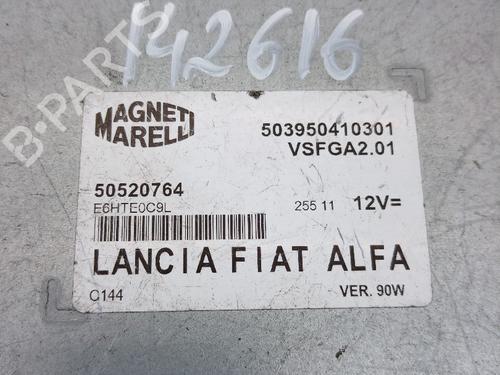 142616
MAGNETI
MARELLI
503950410301
VSFGA2.01
50520764
E6HTE0C9L
255 11
12V=
LANCIA FIAT ALFA
C144
VER. 90W
B-PARTS